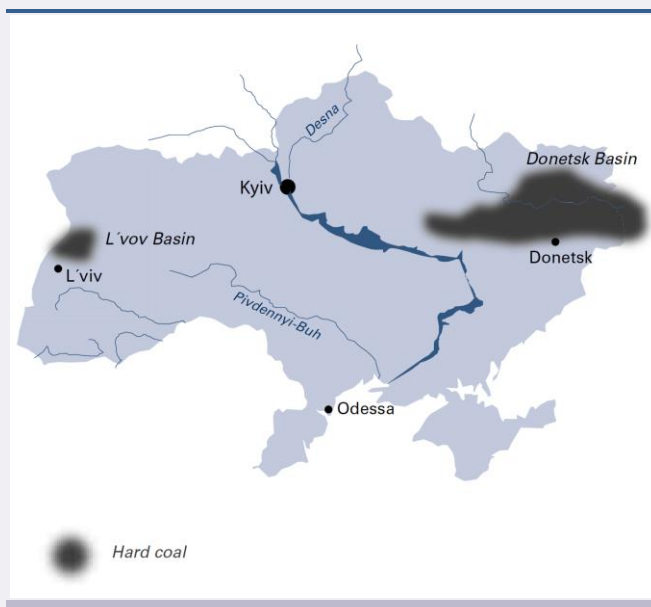 Desna
Donetsk Basin
Kyiv
L´vov Basin
Donetsk
L´viv
Pivdennyi-Buh
Odessa
Hard coal